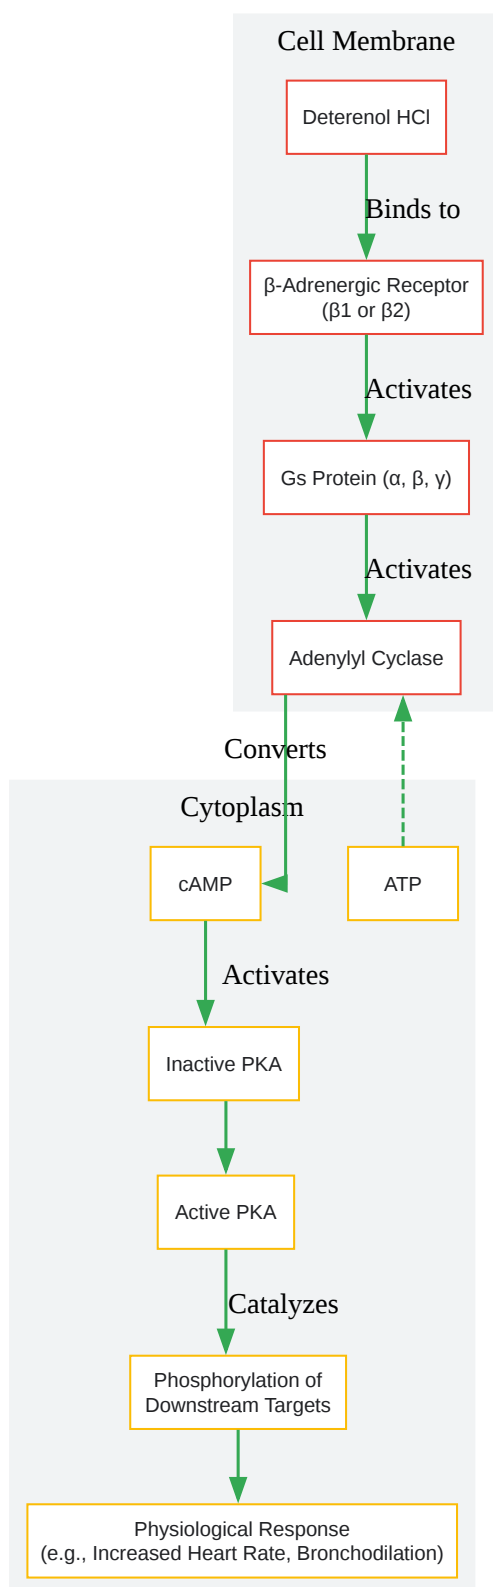 Cell Membrane
Deterenol HCl
Binds to
β-Adrenergic Receptor
(β1 or β2)
Activates
Gs Protein (α, β, γ)
Activates
Adenylyl Cyclase
Converts
Cytoplasm
cAMP
ATP
Activates
Inactive PKA
Active PKA
Catalyzes
Phosphorylation of
Downstream Targets
Physiological Response
(e.g., Increased Heart Rate, Bronchodilation)